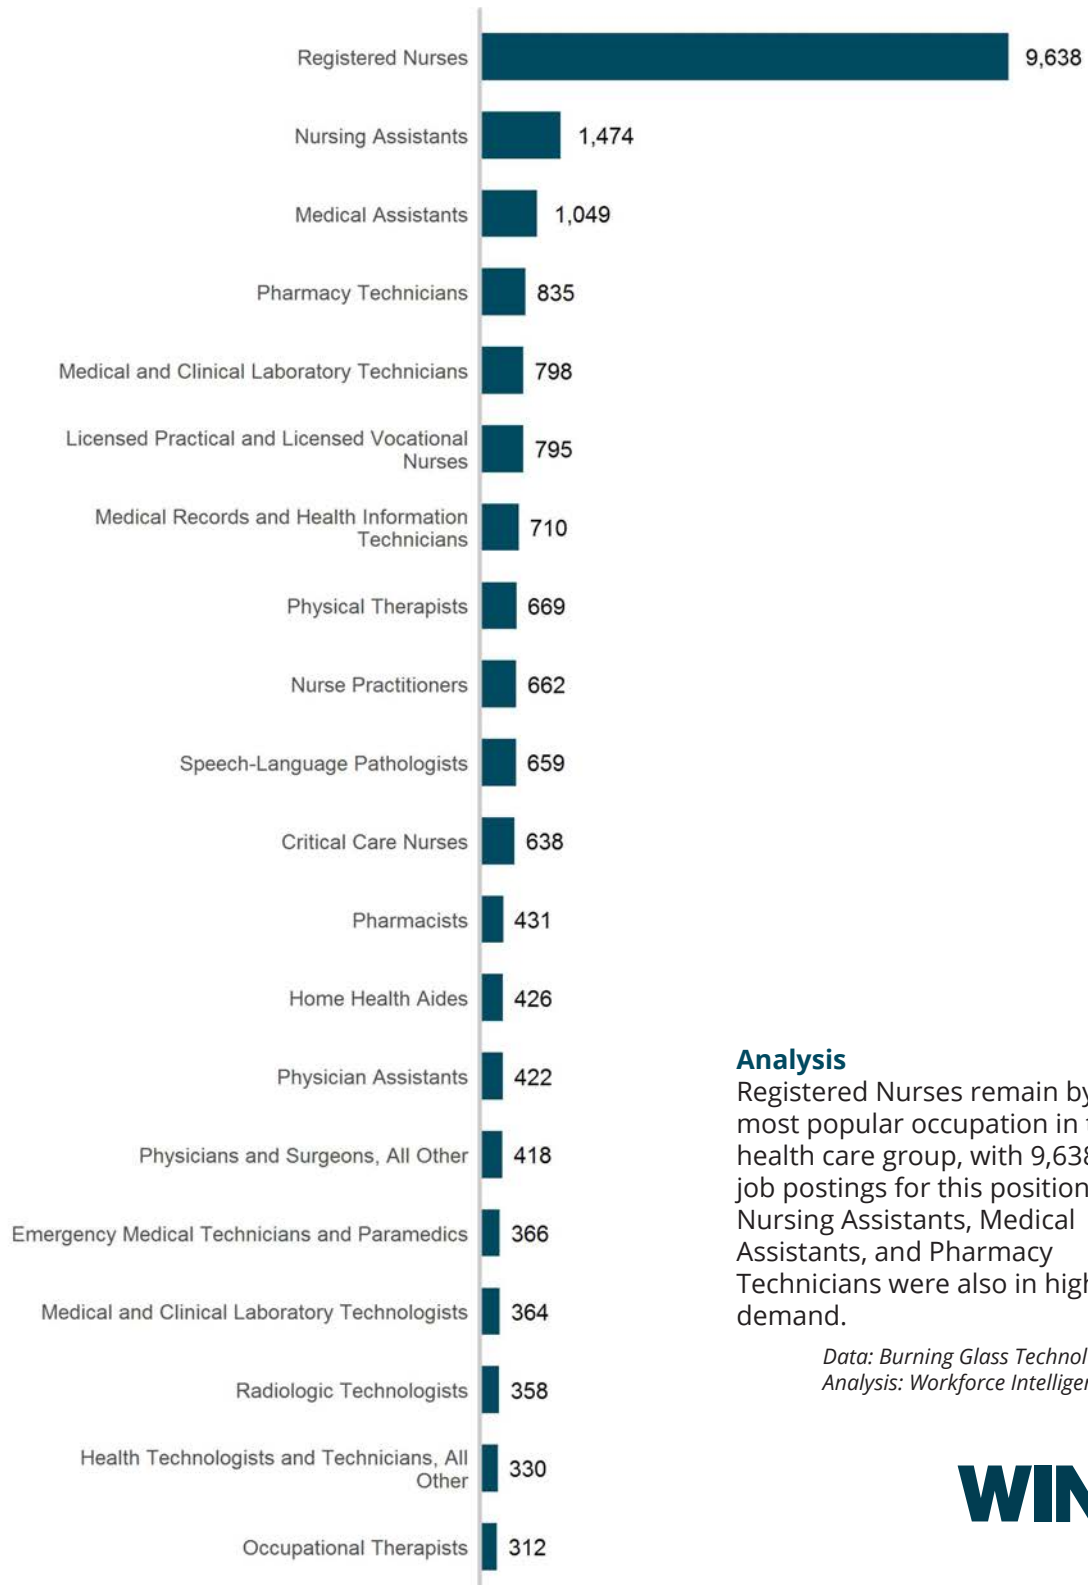 Registered Nurses 9,638
Nursing Assistants 1,474
Medical Assistants 1,049
Pharmacy Technicians 835
Medical and Clinical Laboratory Technicians 798
Licensed Practical and Licensed Vocational
Nurses 795
Medical Records and Health Information
Technicians 710
Physical Therapists 669
Nurse Practitioners 662
Speech-Language Pathologists 659
Critical Care Nurses 638
Pharmacists 431
Home Health Aides 426
Physician Assistants 422
Physicians and Surgeons, All Other 418
Emergency Medical Technicians and Paramedics 366
Medical and Clinical Laboratory Technologists 364
Radiologic Technologists 358
Health Technologists and Technicians, All
Other 330
Occupational Therapists 312
Analysis
Registered Nurses remain by
most popular occupation in
health care group, with 9,638
job postings for this position
Nursing Assistants, Medical
Assistants, and Pharmacy
Technicians were also in high
demand.
Data: Burning Glass Technol
Analysis: Workforce Intelligen
WIN